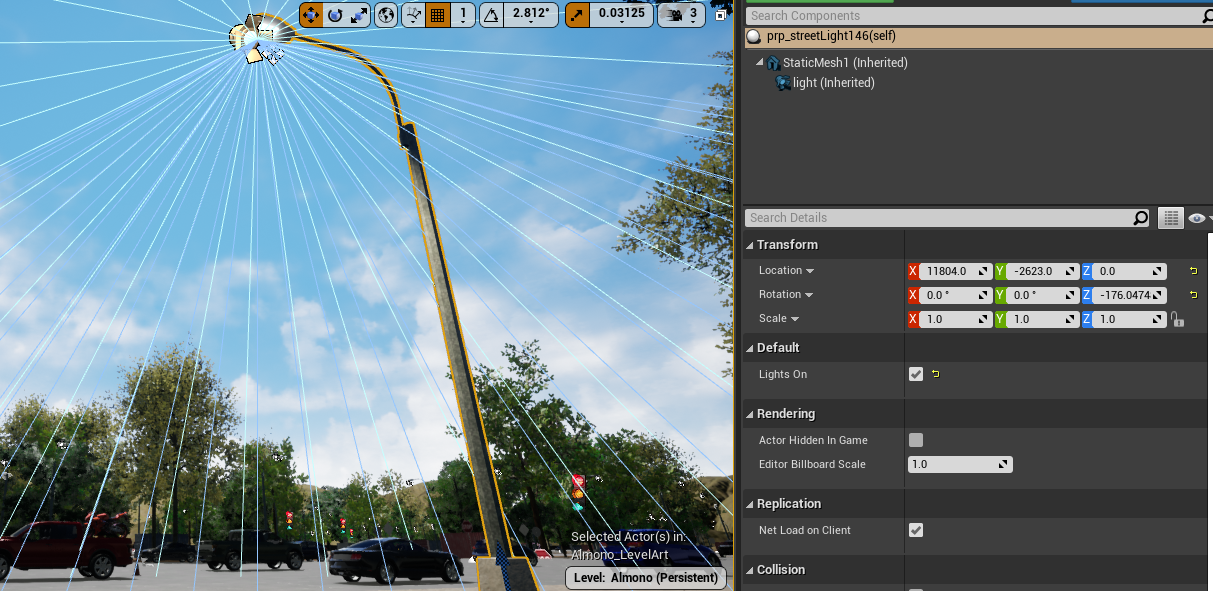 1
2.812°
0.03125
3
Search Components
prp_streetLight146(self)
StaticMesh1 (Inherited)
light (Inherited)
Search Details
Transform
Location
X 11804.0 Y -2623.0 Z 0.0
Rotation
X 0.0 ° Y 0.0 ° Z -176.0474
Scale
X 1.0 Y 1.0 Z 1.0
Default
Lights On
Rendering
Actor Hidden In Game
Editor Billboard Scale
1.0
Replication
Net Load on Client
Collision
Selected Actor(s) in:
Almono_LevelArt
Level: Almono (Persistent)